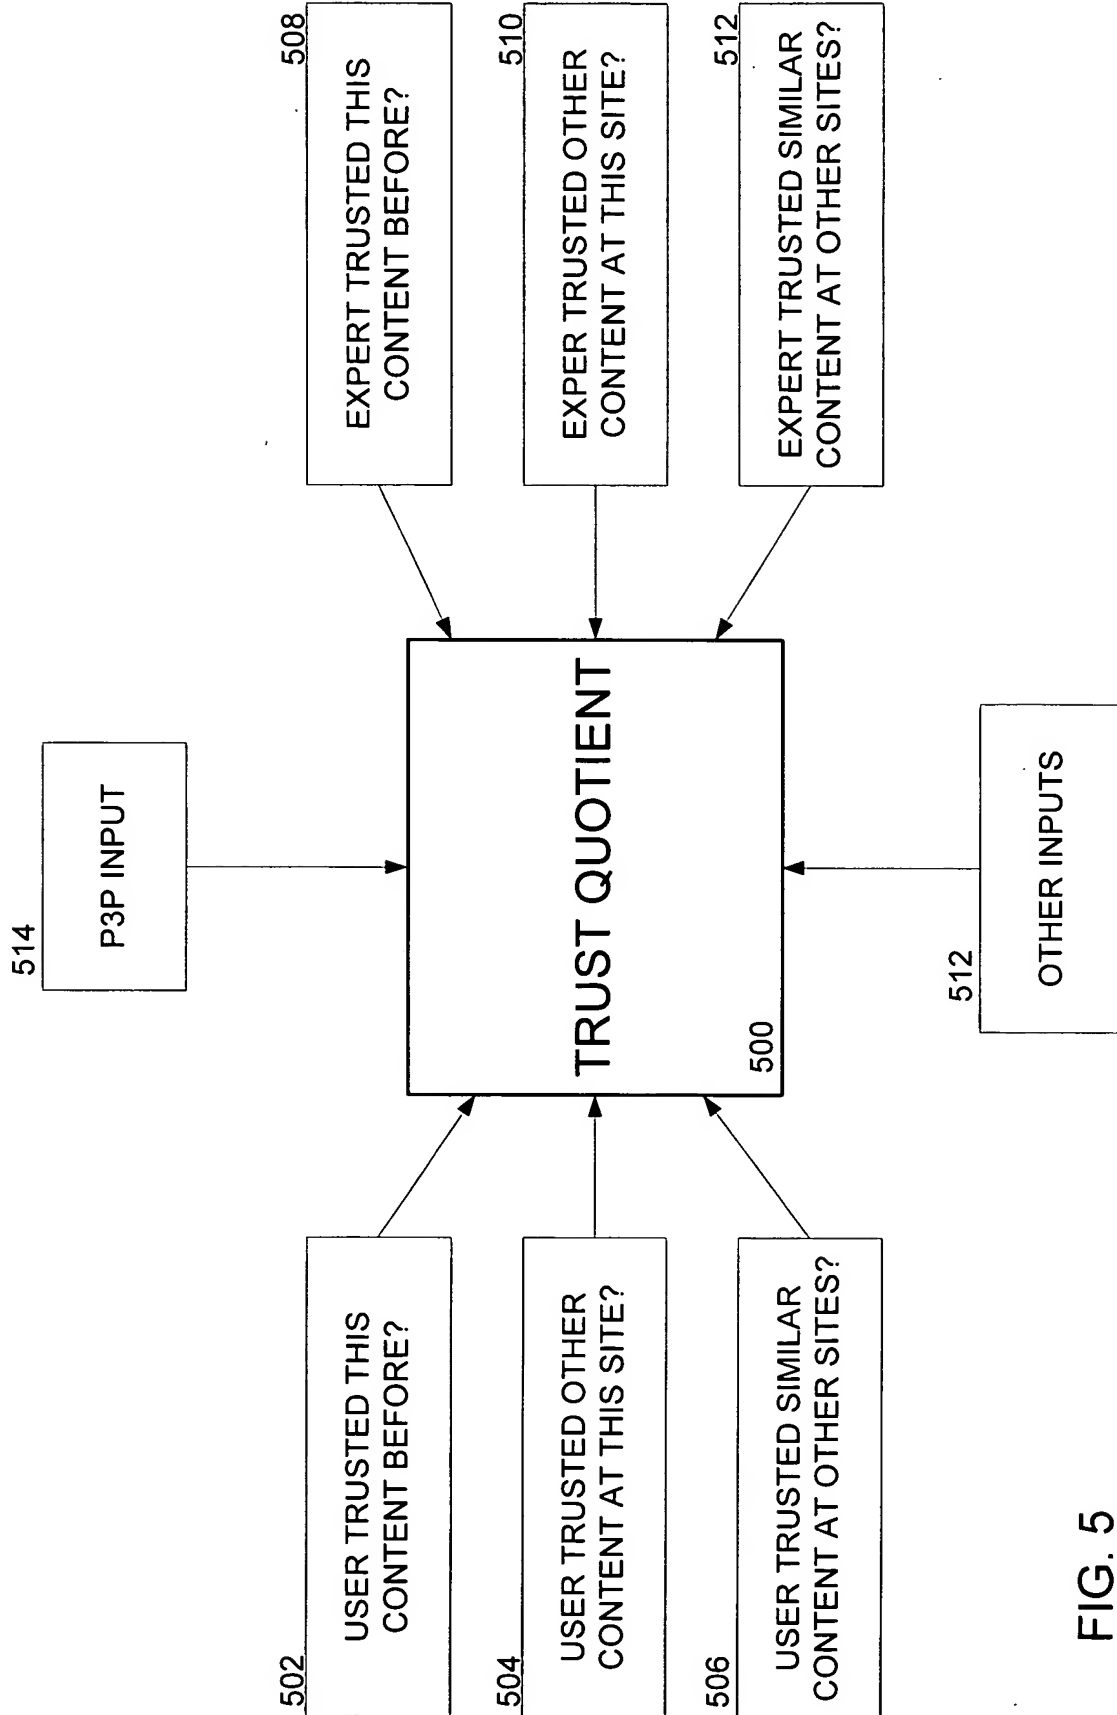 514
P3P INPUT
502
USER TRUSTED THIS
CONTENT BEFORE?
504
USER TRUSTED OTHER
CONTENT AT THIS SITE?
506
USER TRUSTED SIMILAR
CONTENT AT OTHER SITES?
TRUST QUOTIENT
500
508
EXPERT TRUSTED THIS
CONTENT BEFORE?
510
EXPER TRUSTED OTHER
CONTENT AT THIS SITE?
512
EXPERT TRUSTED SIMILAR
CONTENT AT OTHER SITES?
512
OTHER INPUTS
FIG. 5